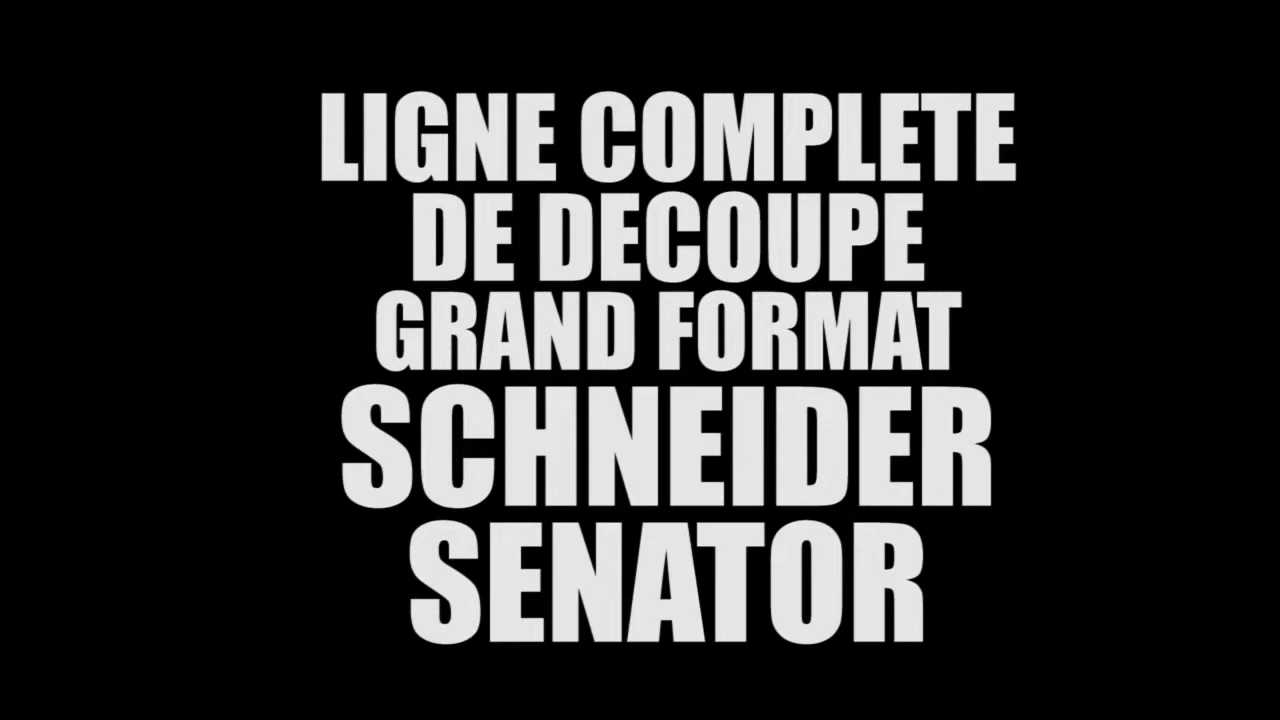 LIGNE COMPLETE
DE DECOUPE
GRAND FORMAT
SCHNEIDER
SENATOR